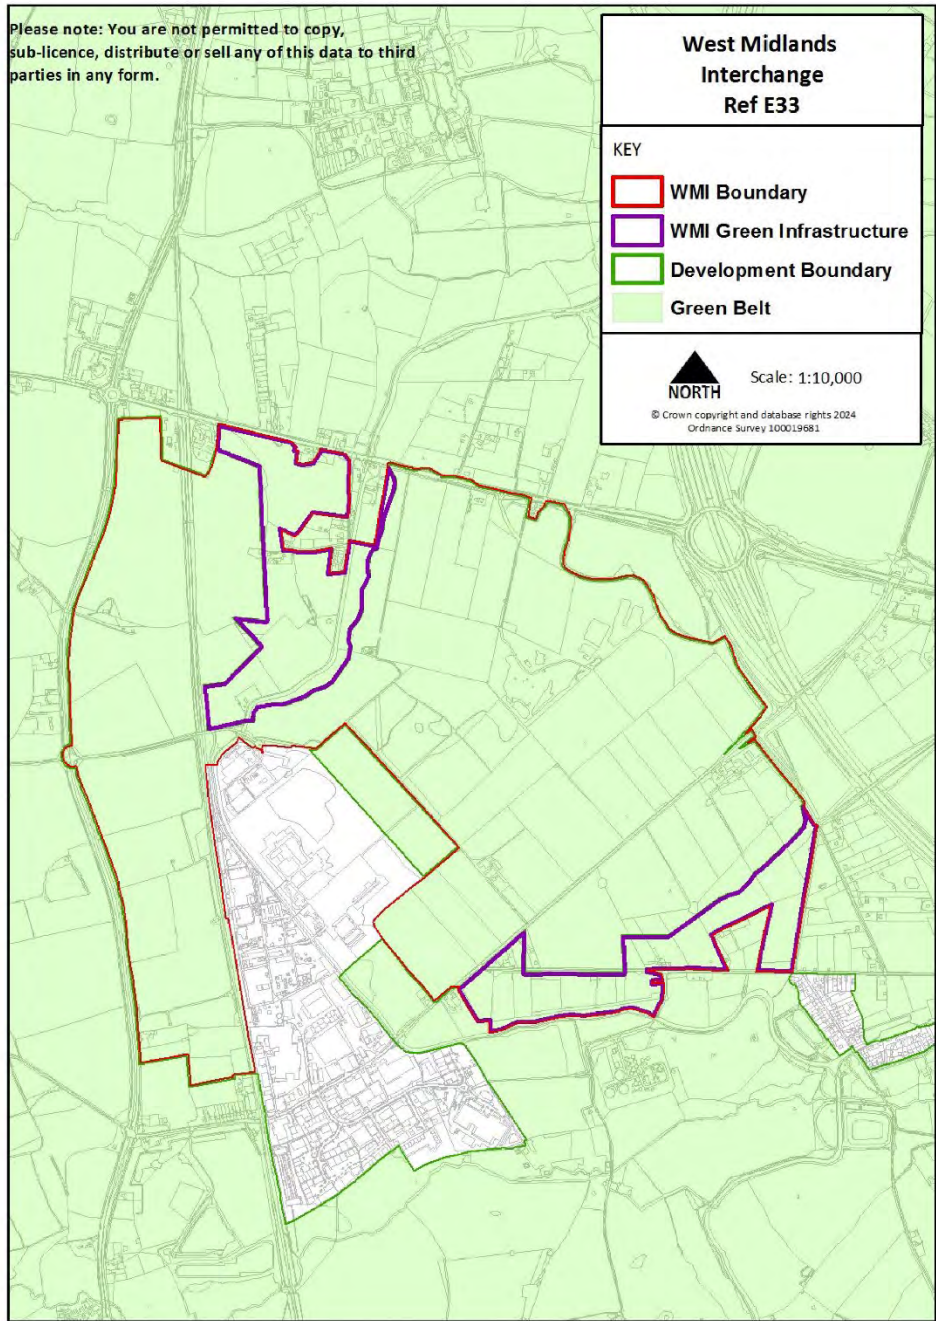 Please note: You are not permitted to copy,
sub-licence, distribute or sell any of this data to third
parties in any form.
West Midlands
Interchange
Ref E33
KEY
WMI Boundary
WMI Green Infrastructure
Development Boundary
Green Belt
NORTH
Scale: 1:10,000
© Crown copyright and database rights 2024
Ordnance Survey 100019681